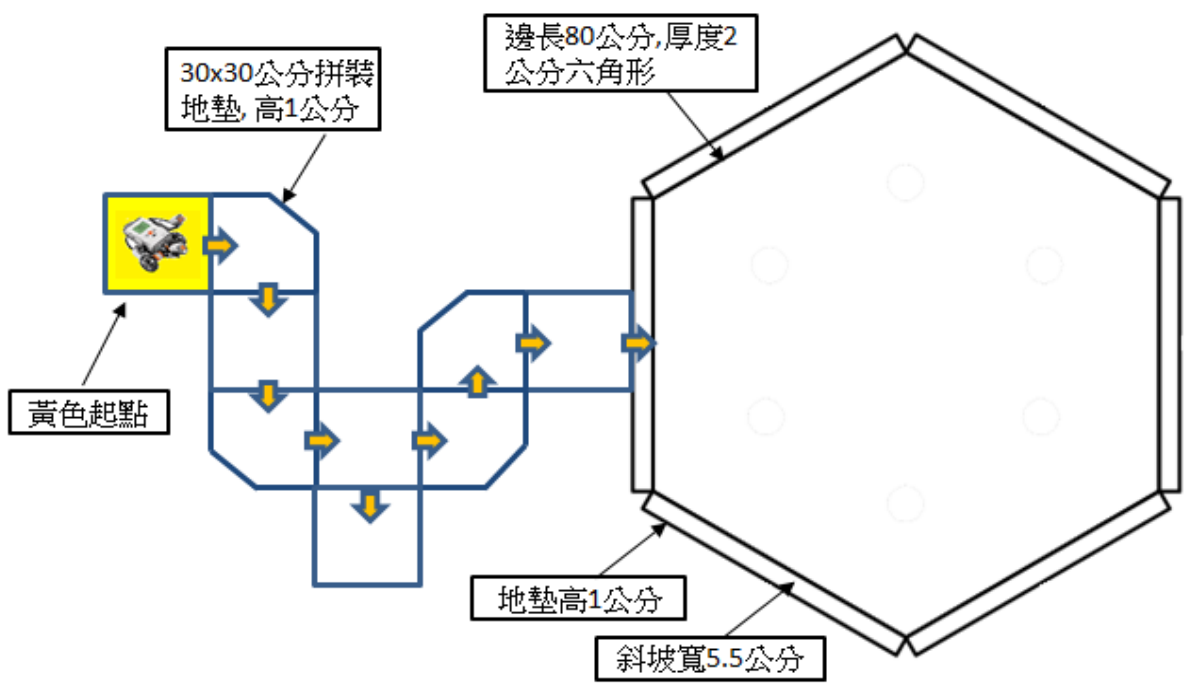 邊長80公分,厚度2
公分六角形
30x30公分拼裝
地墊, 高1公分
黃色起點
地墊高1公分
斜坡寬5.5公分